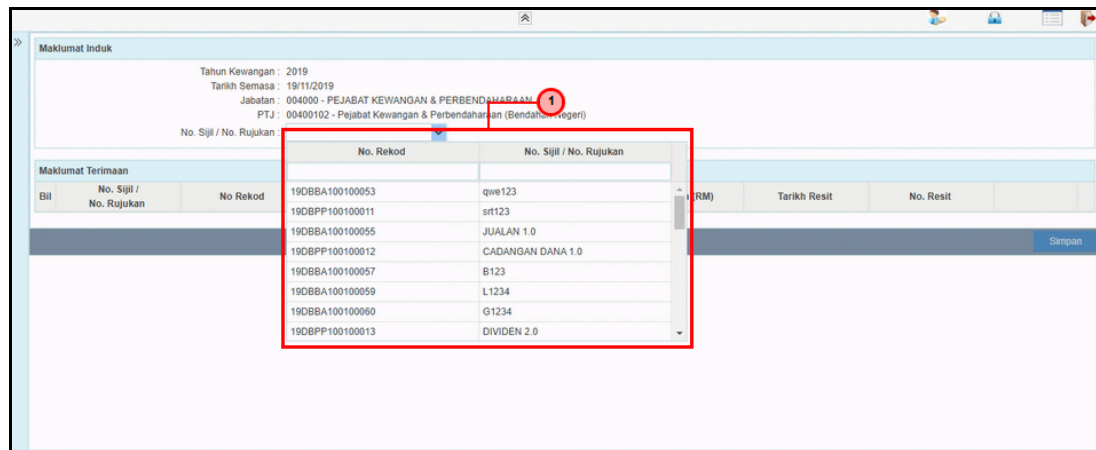 Maklumat Induk
Tahun Kewangan : 2019
Tarikh Semasa : 19/11/2019
Jabatan : 004000 - PEJABAT KEWANGAN & PERBENDAHARAAN
1
PTJ : 00400102 - Pejabat Kewangan & Perbendaharaan (Bendahari Negeri)
No. Sijil / No. Rujukan :
No. Rekod No. Sijil / No. Rujukan
19DBBA100100053 qwe123
19DBPP100100011 srt123
19DBBA100100055 JUALAN 1.0
19DBPP100100012 CADANGAN DANA 1.0
19DBBA100100057 B123
19DBBA100100059 L1234
19DBBA100100060 G1234
19DBPP100100013 DIVIDEN 2.0
Maklumat Terimaan
Bil No. Sijil / No. Rujukan No Rekod (RM) Tarikh Resit No. Resit
Simpan